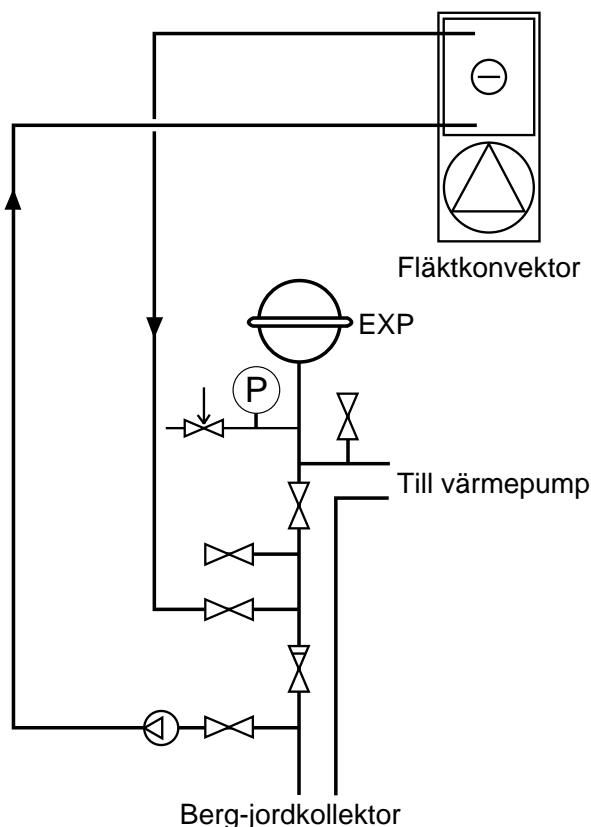 Fläktkonvektor
EXP
P
Till värmepump
Berg-jordkollektor